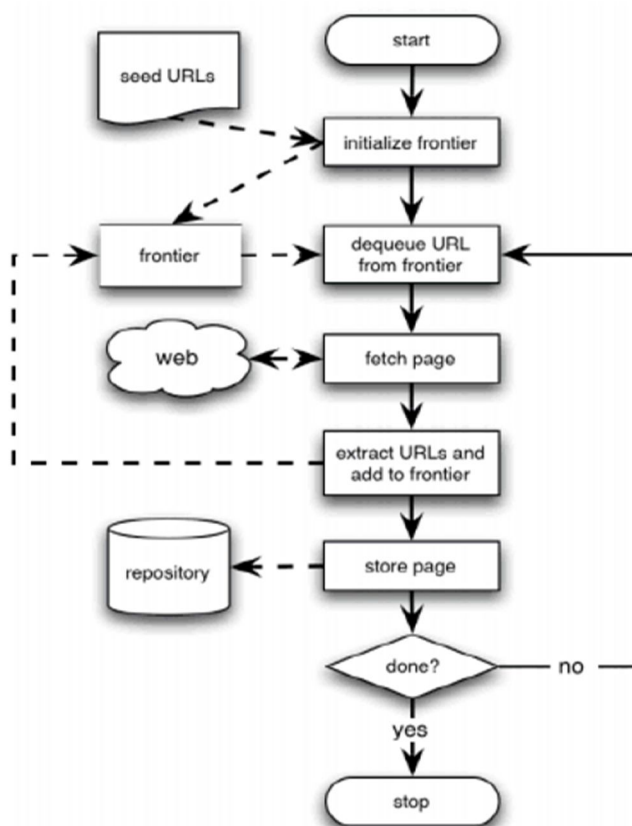 start
seed URLs
initialize frontier
frontier
dequeue URL
from frontier
web
fetch page
extract URLs and
add to frontier
repository
store page
done?
no
yes
stop